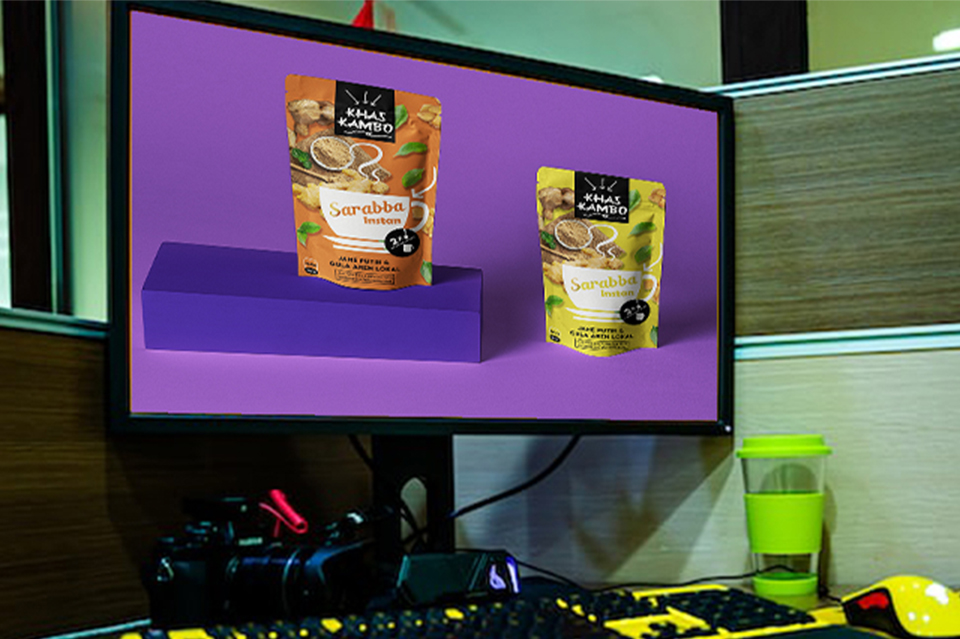 KHAS
KAMBO
Sarabba
Instan
JAHE PUTIH &
GULA AREN LOKAL
KHAS
KAMBO
Sarabba
Instan
JAHE PUTIH &
GULA AREN LOKAL